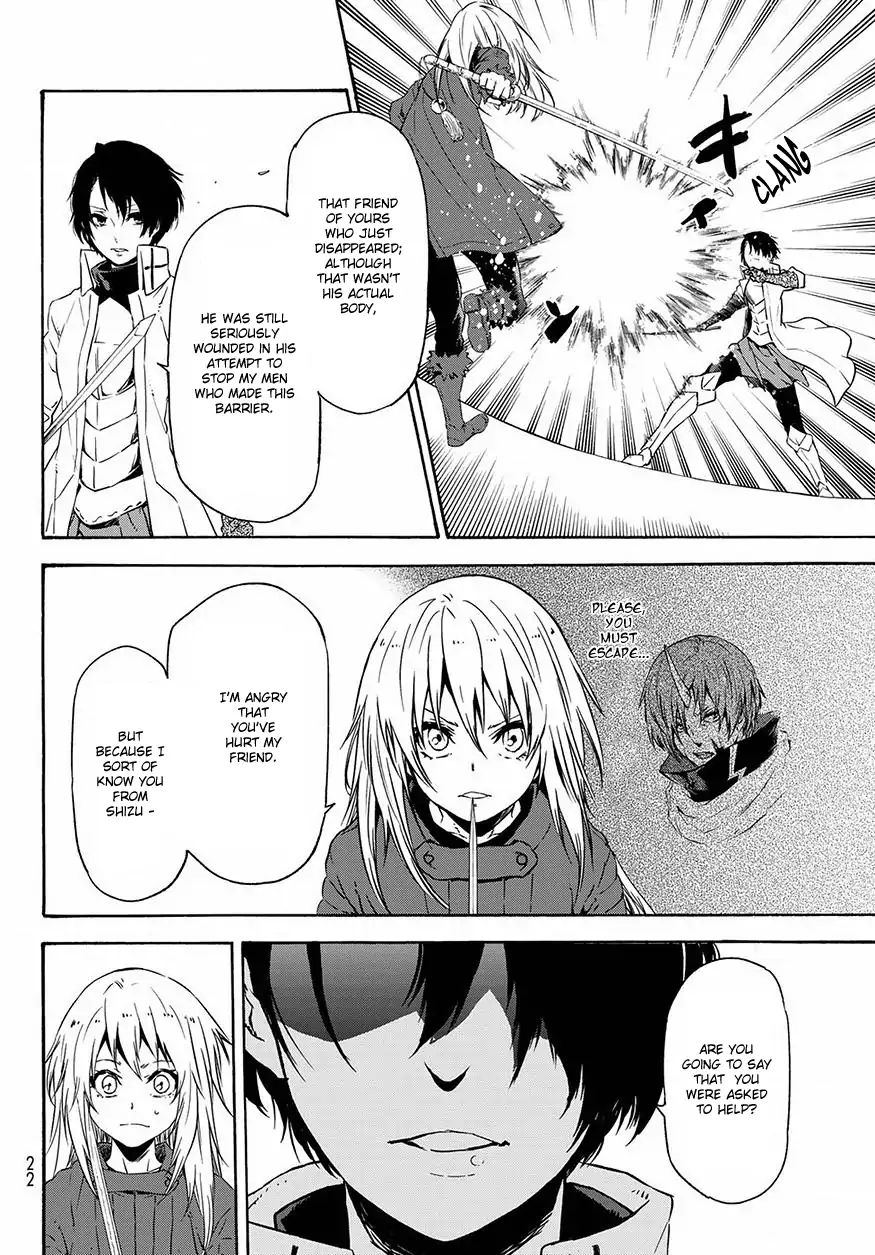 ギィン
CLANG
THAT FRIEND
OF YOURS
WHO JUST
DISAPPEARED;
ALTHOUGH
THAT WASN'T
HIS ACTUAL
BODY,
HE WAS STILL
SERIOUSLY
WOUNDED IN HIS
ATTEMPT TO
STOP MY MEN
WHO MADE THIS
BARRIER.
PLEASE,
YOU
MUST
ESCAPE...
I'M ANGRY
THAT
YOU'VE
HURT MY
FRIEND.
BUT
BECAUSE I
SORT OF
KNOW YOU
FROM
SHIZU -
ARE YOU
GOING TO SAY
THAT YOU
WERE ASKED
TO HELP?
22